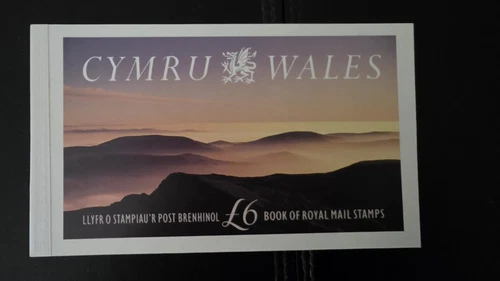 CYMRU WALES
LLYFR O STAMPIAU'R POST BRENHINOL £6 BOOK OF ROYAL MAIL STAMPS